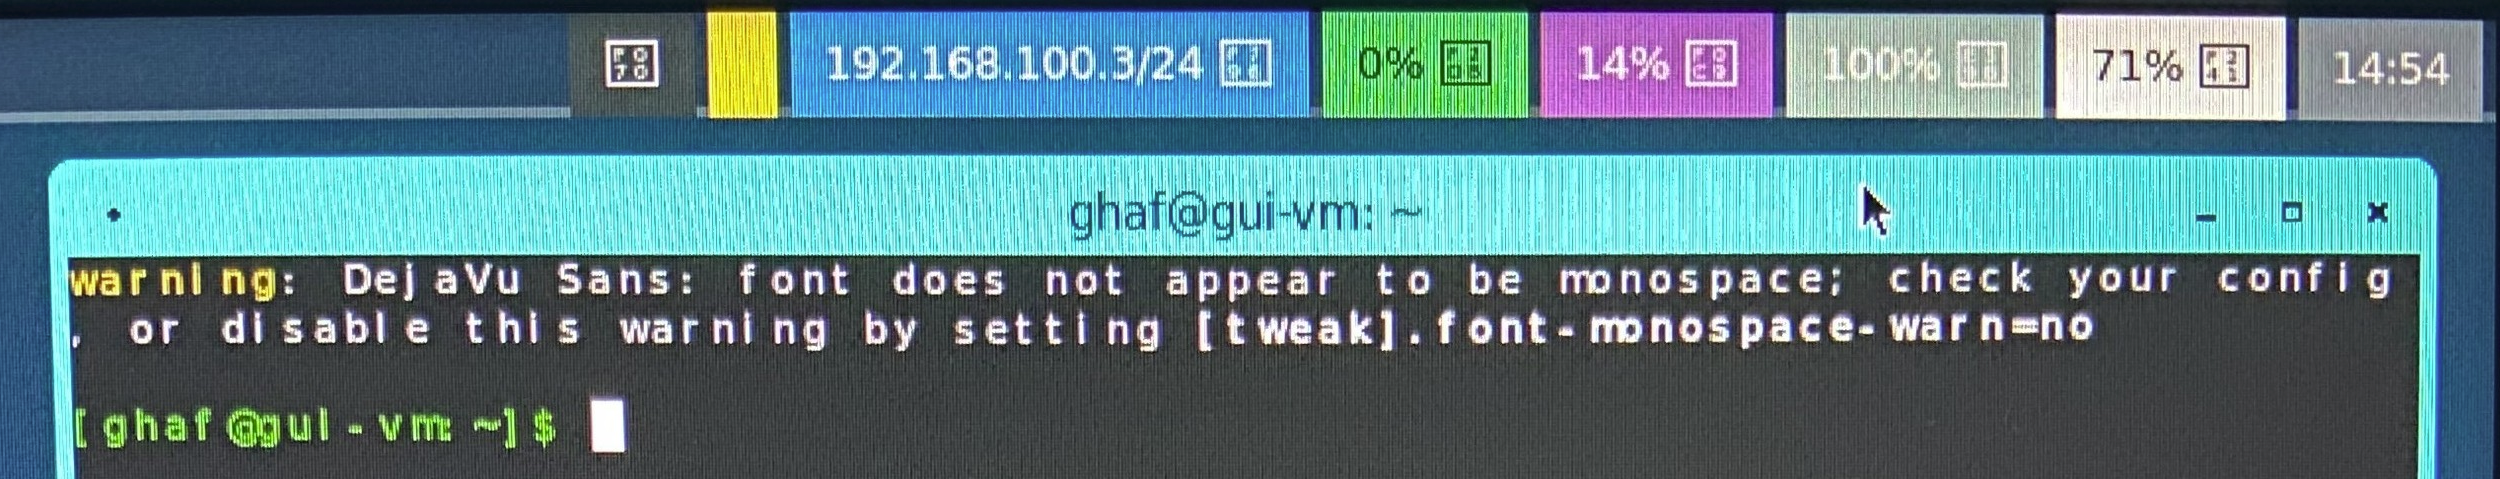 192.168.100.3/24 0% 14% 100% 71% 14:54
ghaf@gui-vm: ~
warning: DejaVu Sans: font does not appear to be monospace; check your config
, or disable this warning by setting [tweak].font-monospace-warn=no
[ghaf@gui-vm:~]$